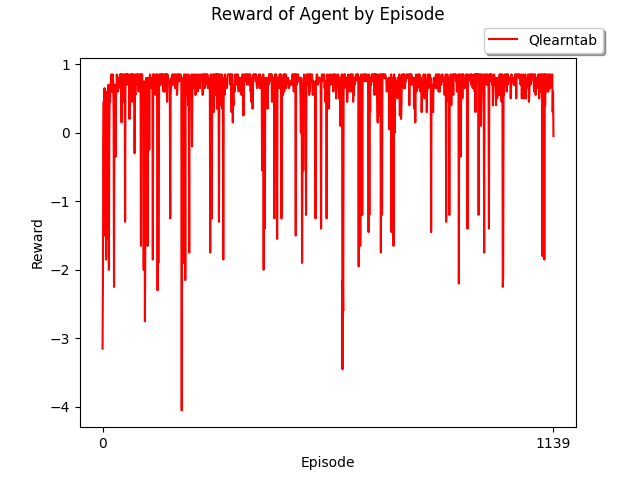 Reward of Agent by Episode
Qlearntab
1
0
−1
−2
−3
−4
Reward
0
1139
Episode